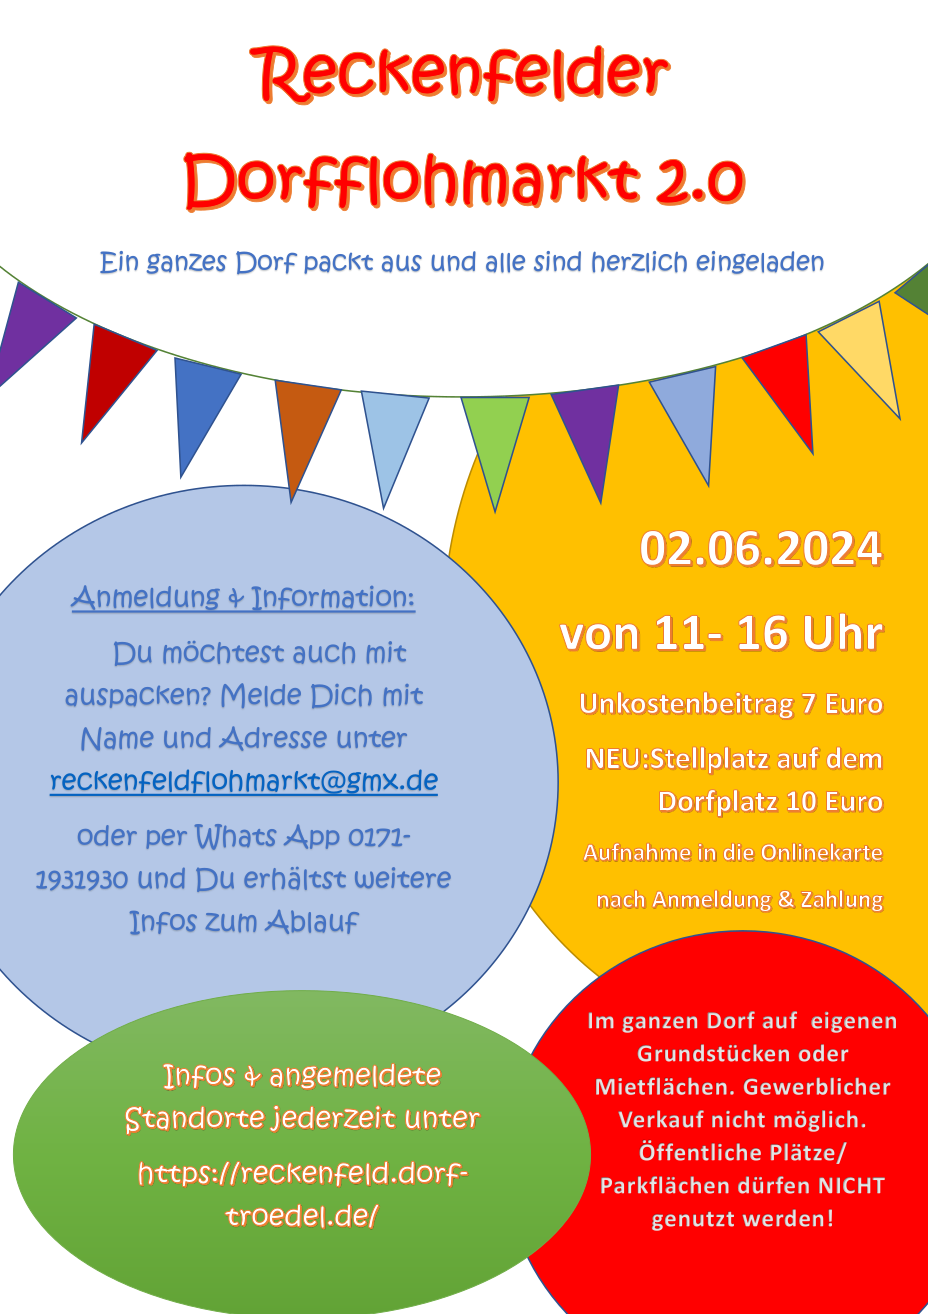 Reckenfelder
Dorfflohmarkt 2.0
Ein ganzes Dorf packt aus und alle sind herzlich eingeladen
02.06.2024
von 11- 16 Uhr
Unkostenbeitrag 7 Euro
NEU:Stellplatz auf dem
Dorfplatz 10 Euro
Aufnahme in die Onlinekarte
nach Anmeldung & Zahlung
Anmeldung & Information:
Du möchtest auch mit
auspacken? Melde Dich mit
Name und Adresse unter
reckenfeldflohmarkt@gmx.de
oder per Whats App 0171-
1931930 und Du erhältst weitere
Infos zum Ablauf
Infos & angemeldete
Standorte jederzeit unter
https://reckenfeld.dorf-
troedel.de/
Im ganzen Dorf auf  eigenen
Grundstücken oder
Mietflächen. Gewerblicher
Verkauf nicht möglich.
Öffentliche Plätze/
Parkflächen dürfen NICHT
genutzt werden!